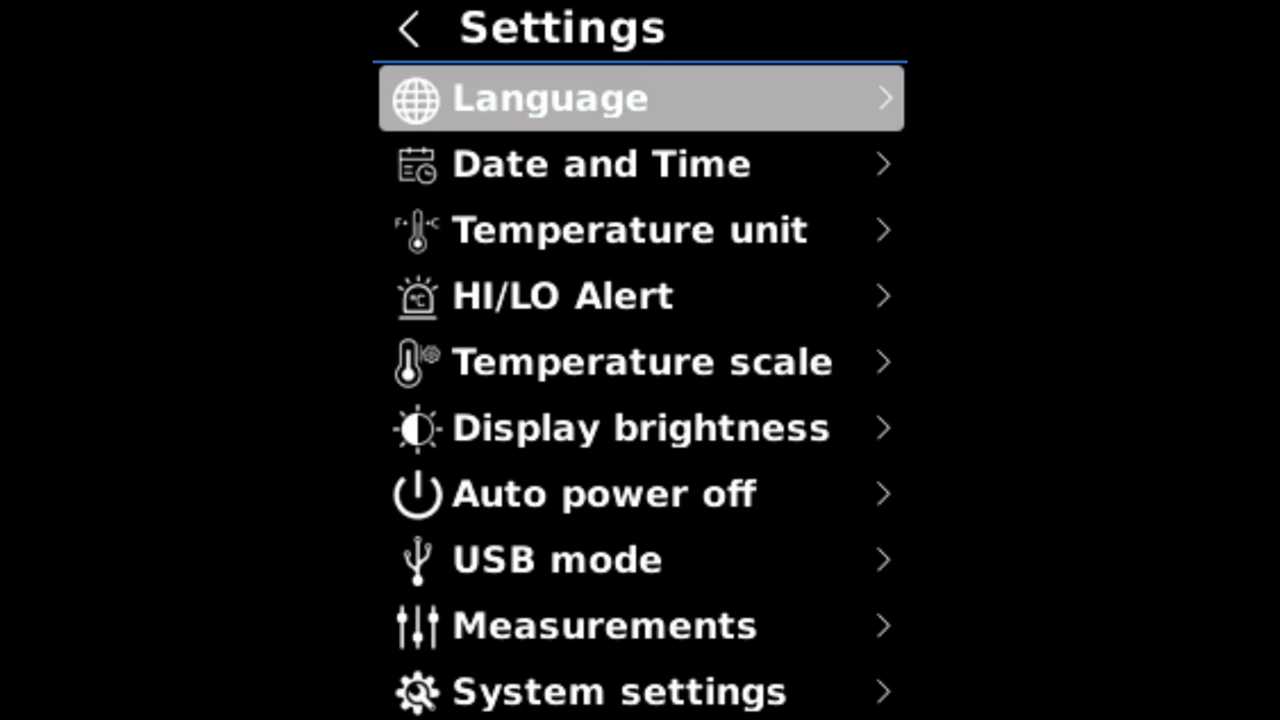 Settings
Language
Date and Time
Temperature unit
HI/LO Alert
Temperature scale
Display brightness
Auto power off
USB mode
Measurements
System settings